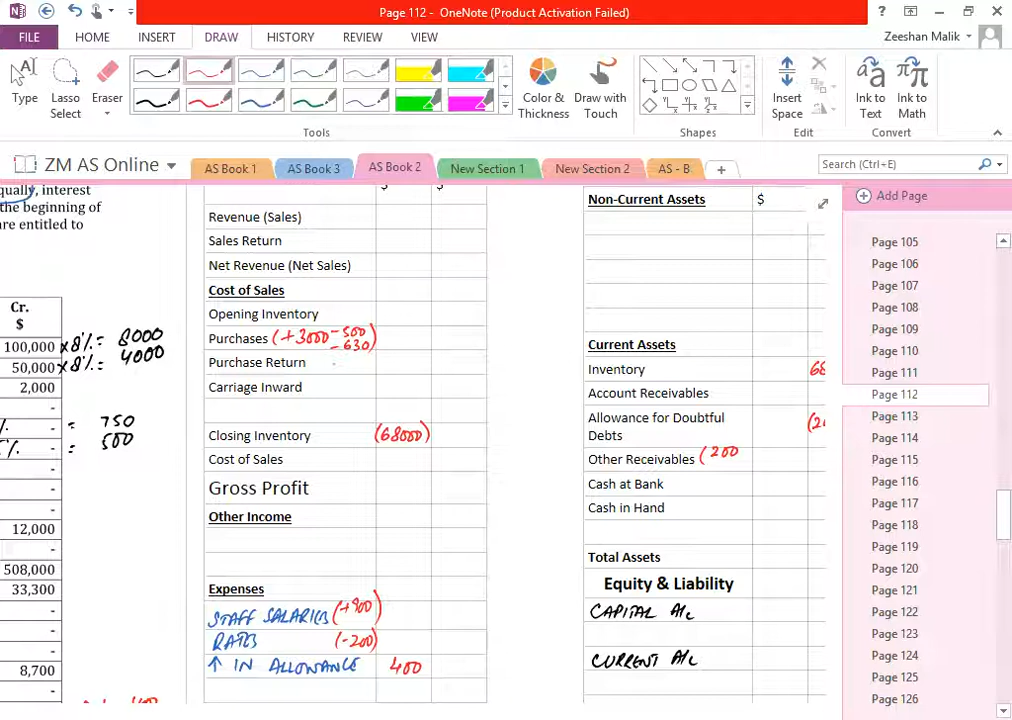 Page 112 - OneNote (Product Activation Failed)
FILE HOME INSERT DRAW HISTORY REVIEW VIEW
Zeeshan Malik
Type
Lasso Select
Eraser
Tools
Color & Thickness
Draw with Touch
Shapes
Insert Space
Edit
Ink to Text
Ink to Math
Convert
ZM AS Online
AS Book 1
AS Book 3
AS Book 2
New Section 1
New Section 2
AS - B
Search (Ctrl+E)
qually, interest
the beginning of
are entitled to
Cr.
$
100,000 x8%= 8000
50,000 x8%= 4000
2,000
-
- = 750
%. - = 500
-
-
-
12,000
-
508,000
33,300
-
-
-
8,700
-
$ $
Revenue (Sales)
Sales Return
Net Revenue (Net Sales)
Cost of Sales
Opening Inventory
Purchases (+3000 -500
-630)
Purchase Return
Carriage Inward
Closing Inventory (68000)
Cost of Sales
Gross Profit
Other Income
Expenses
STAFF SALARIES (+900)
RATES (-200)
↑ IN ALLOWANCE 400
Non-Current Assets $
Current Assets
Inventory 68
Account Receivables
Allowance for Doubtful
Debts
Other Receivables (200
Cash at Bank
Cash in Hand
Total Assets
Equity & Liability
CAPITAL A/c
CURRENT A/c
Add Page
Page 105
Page 106
Page 107
Page 108
Page 109
Page 110
Page 111
Page 112
Page 113
Page 114
Page 115
Page 116
Page 117
Page 118
Page 119
Page 120
Page 121
Page 122
Page 123
Page 124
Page 125
Page 126